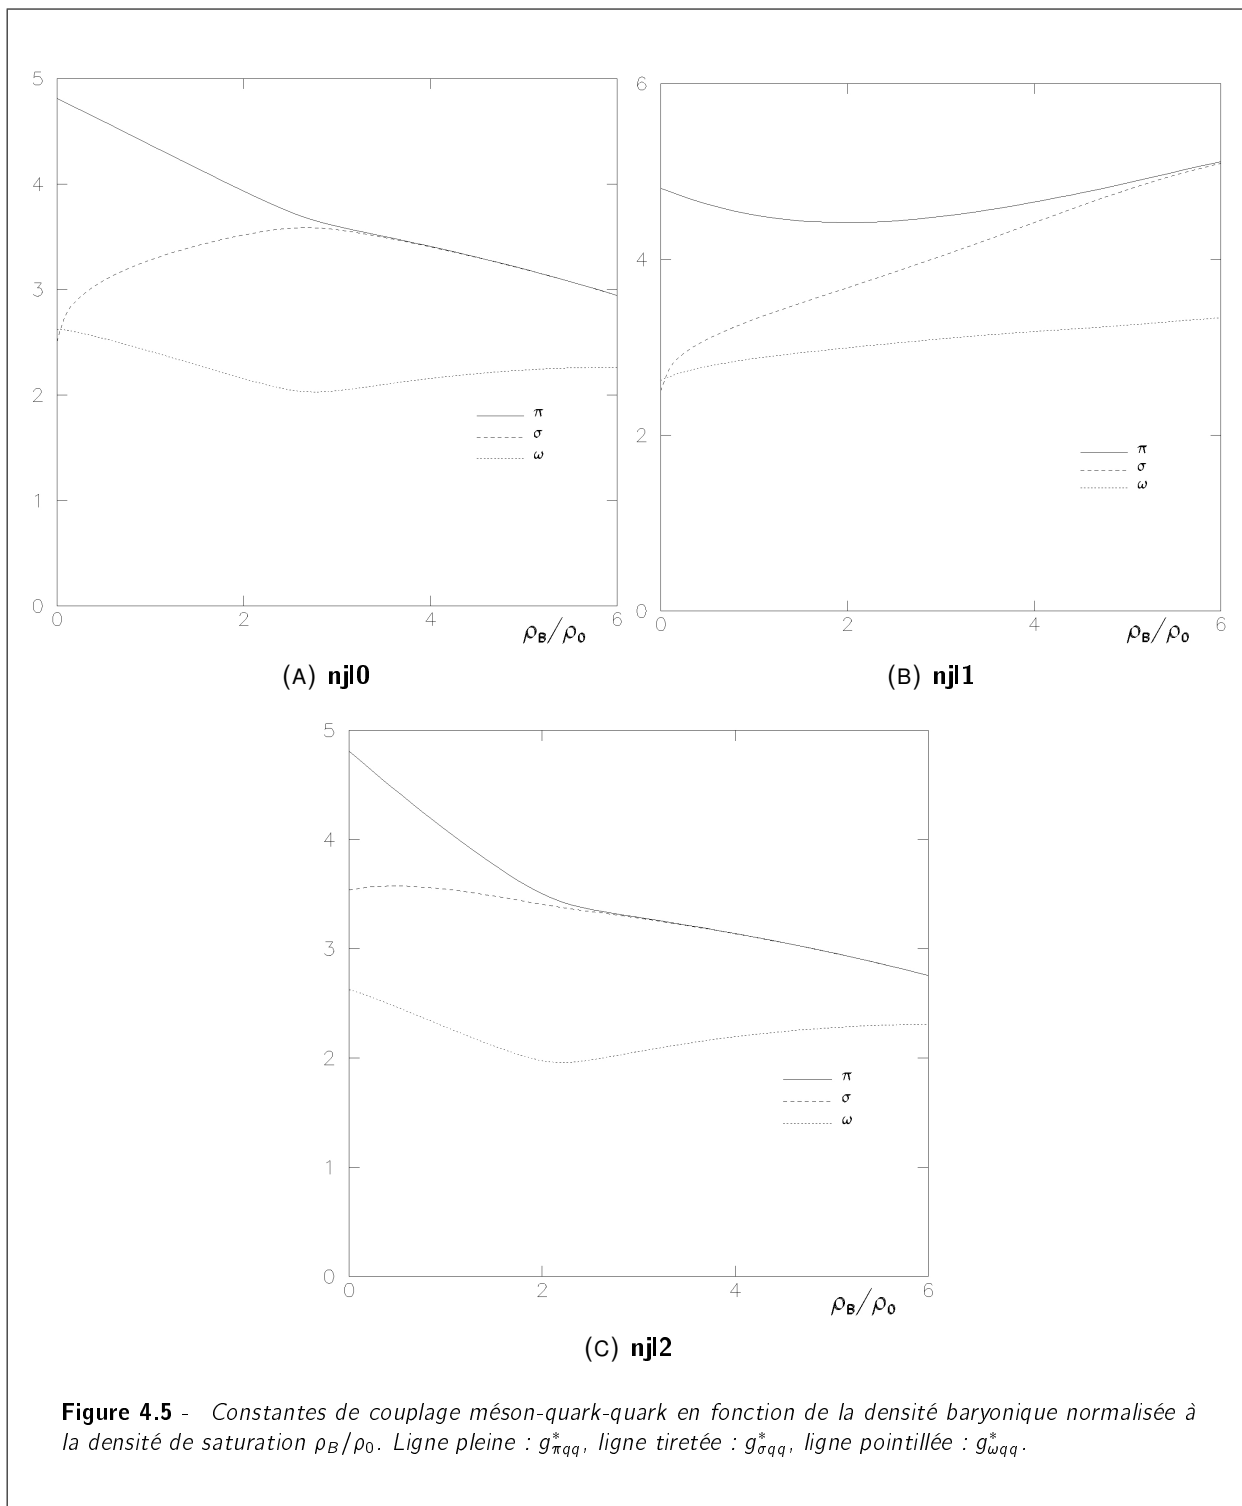 5
4
3
2
1
0
0
2
4
6
ρB/ρ0
π
σ
ω
(A) njl0
6
4
2
0
0
2
4
6
ρB/ρ0
π
σ
ω
(B) njl1
5
4
3
2
1
0
0
2
4
6
ρB/ρ0
π
σ
ω
(C) njl2
Figure 4.5 - Constantes de couplage méson-quark-quark en fonction de la densité baryonique normalisée à
la densité de saturation ρB/ρ0. Ligne pleine : g*πqq, ligne tiretée : g*σqq, ligne pointillée : g*ωqq.